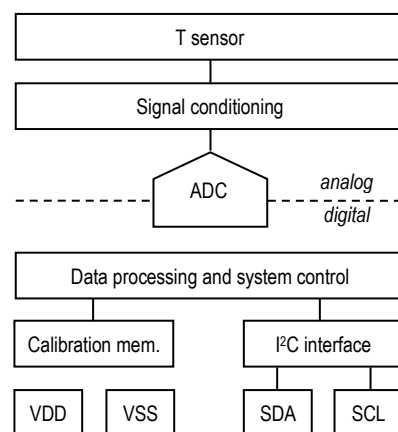 T sensor
Signal conditioning
ADC
analog
digital
Data processing and system control
Calibration mem.
I²C interface
VDD
VSS
SDA
SCL